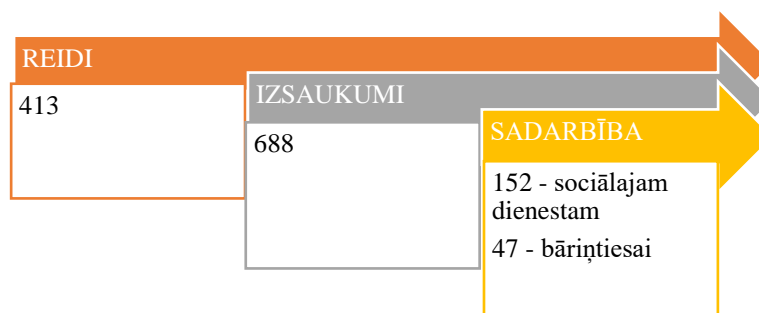 REIDI
413
IZSAUKUMI
688
SADARBĪBA
152 - sociālajam
dienestam
47 - bāriņtiesai